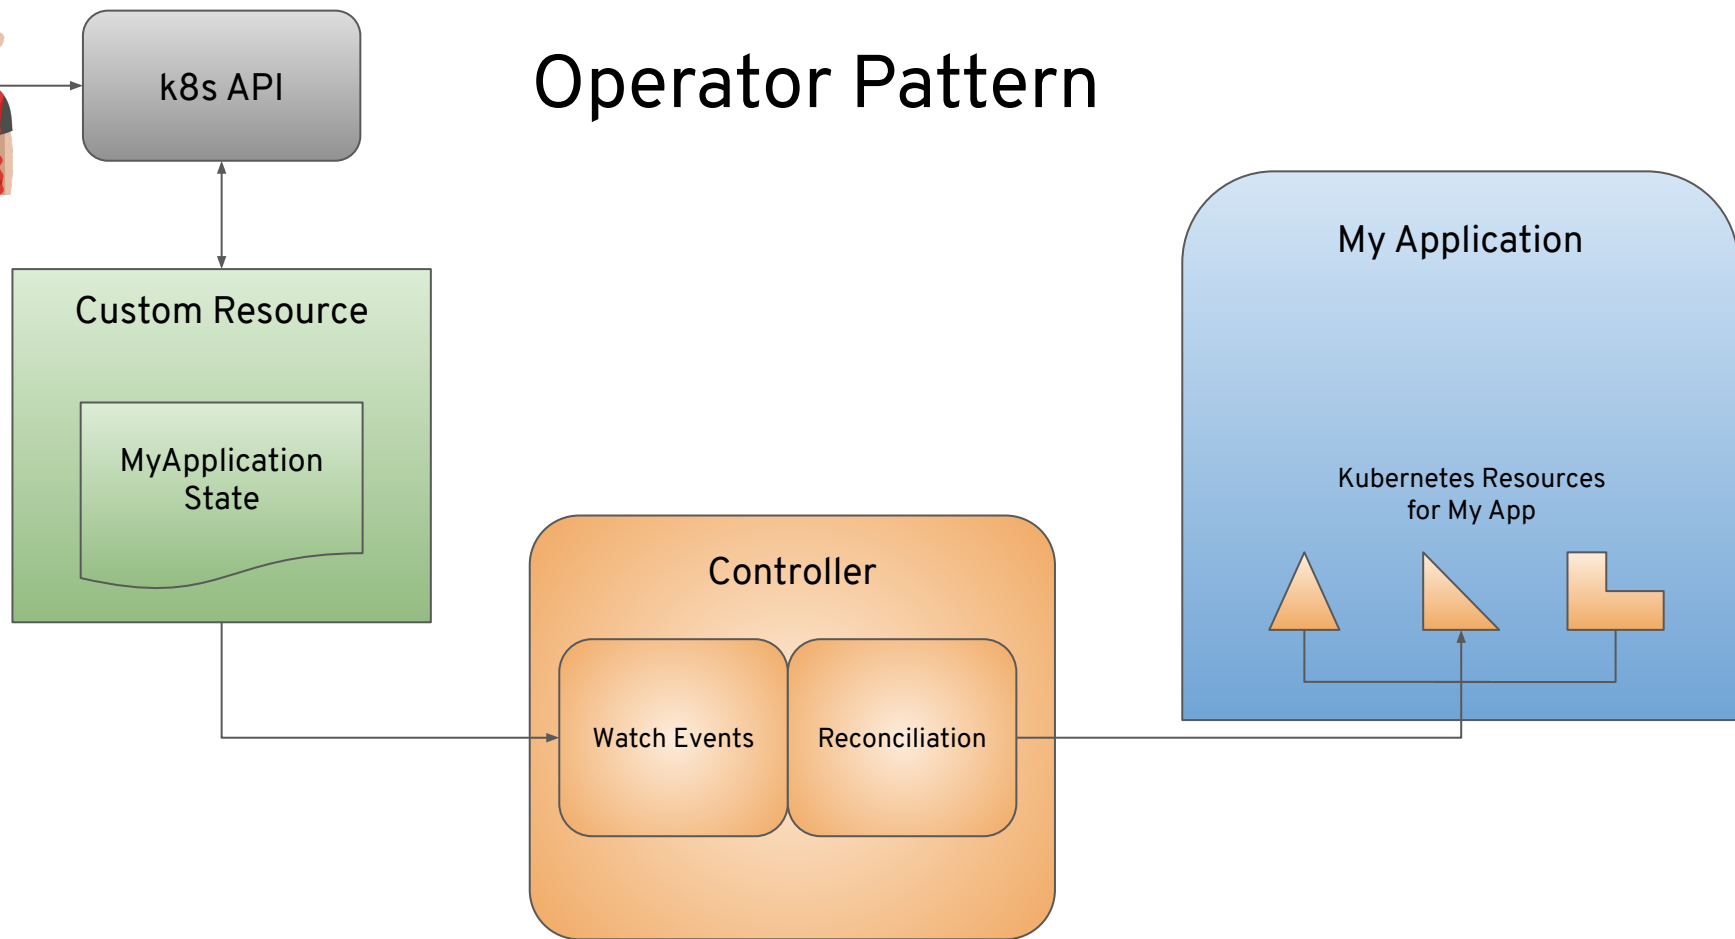 k8s API
Operator Pattern
My Application
Custom Resource
MyApplication
State
Kubernetes Resources
for My App
Controller
Watch Events
Reconciliation